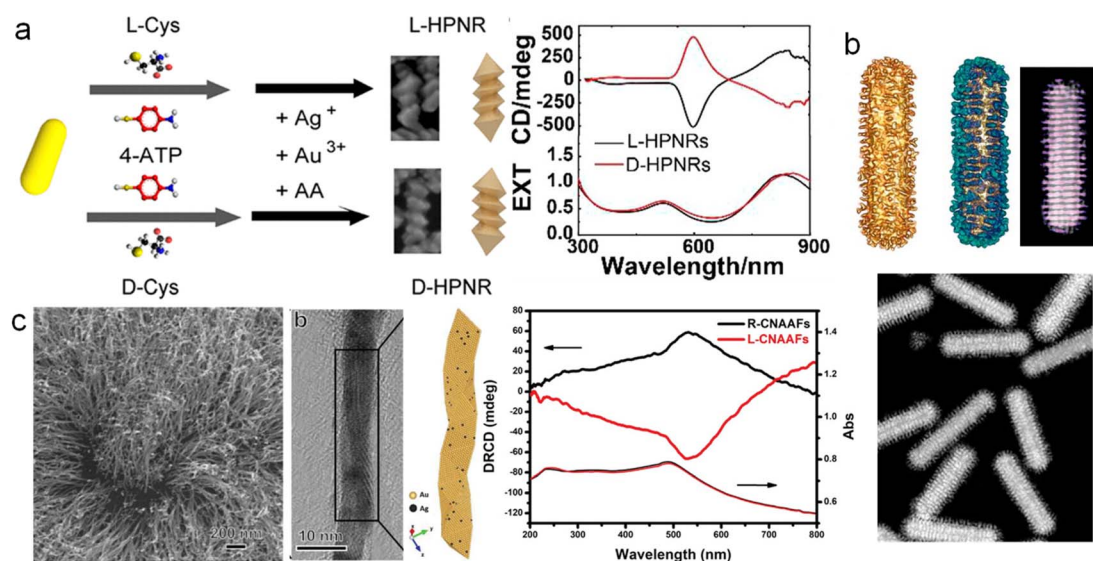 a
L-Cys
L-HPNR
4-ATP
+ Ag +
+ Au 3+
+ AA
D-Cys
D-HPNR
CD/mdeg
500
250
0
-250
-500
L-HPNRs
D-HPNRs
EXT
1.5
1.0
0.5
0.0
300
600
900
Wavelength/nm
b
c
200 nm
b
10 nm
Au
Ag
z
y
x
DRCD (mdeg)
80
60
40
20
0
-20
-40
-60
-80
-100
-120
R-CNAAFs
L-CNAAFs
1.4
1.2
1.0
0.8
0.6
Abs
200
300
400
500
600
700
800
Wavelength (nm)